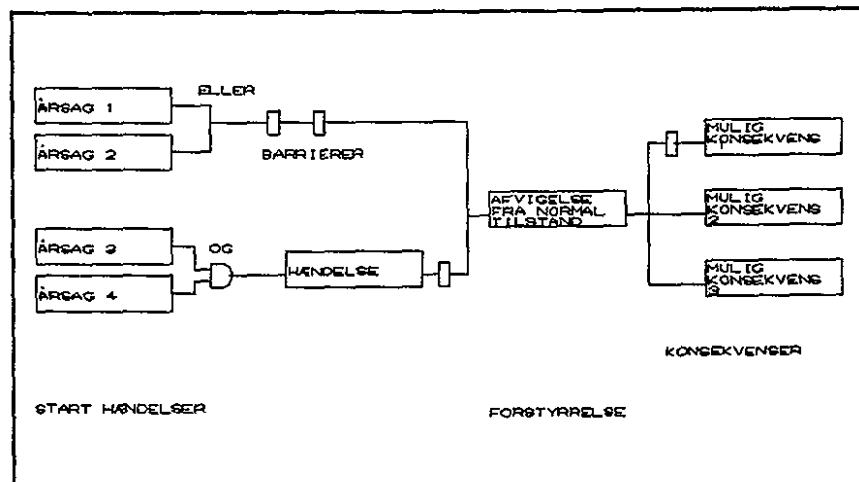 ELLER
ÅRSAG 1
ÅRSAG 2
BARRIERER
ÅRSAG 3
OG
HÆNDELSE
ÅRSAG 4
AFVIGELSE
FRA NORMAL
TILSTAND
MULIG
KONSEKVENS
MULIG
KONSEKVENS
2
MULIG
KONSEKVENS
3
KONSEKVENSER
START HÆNDELSER
FORSTYRRELSE